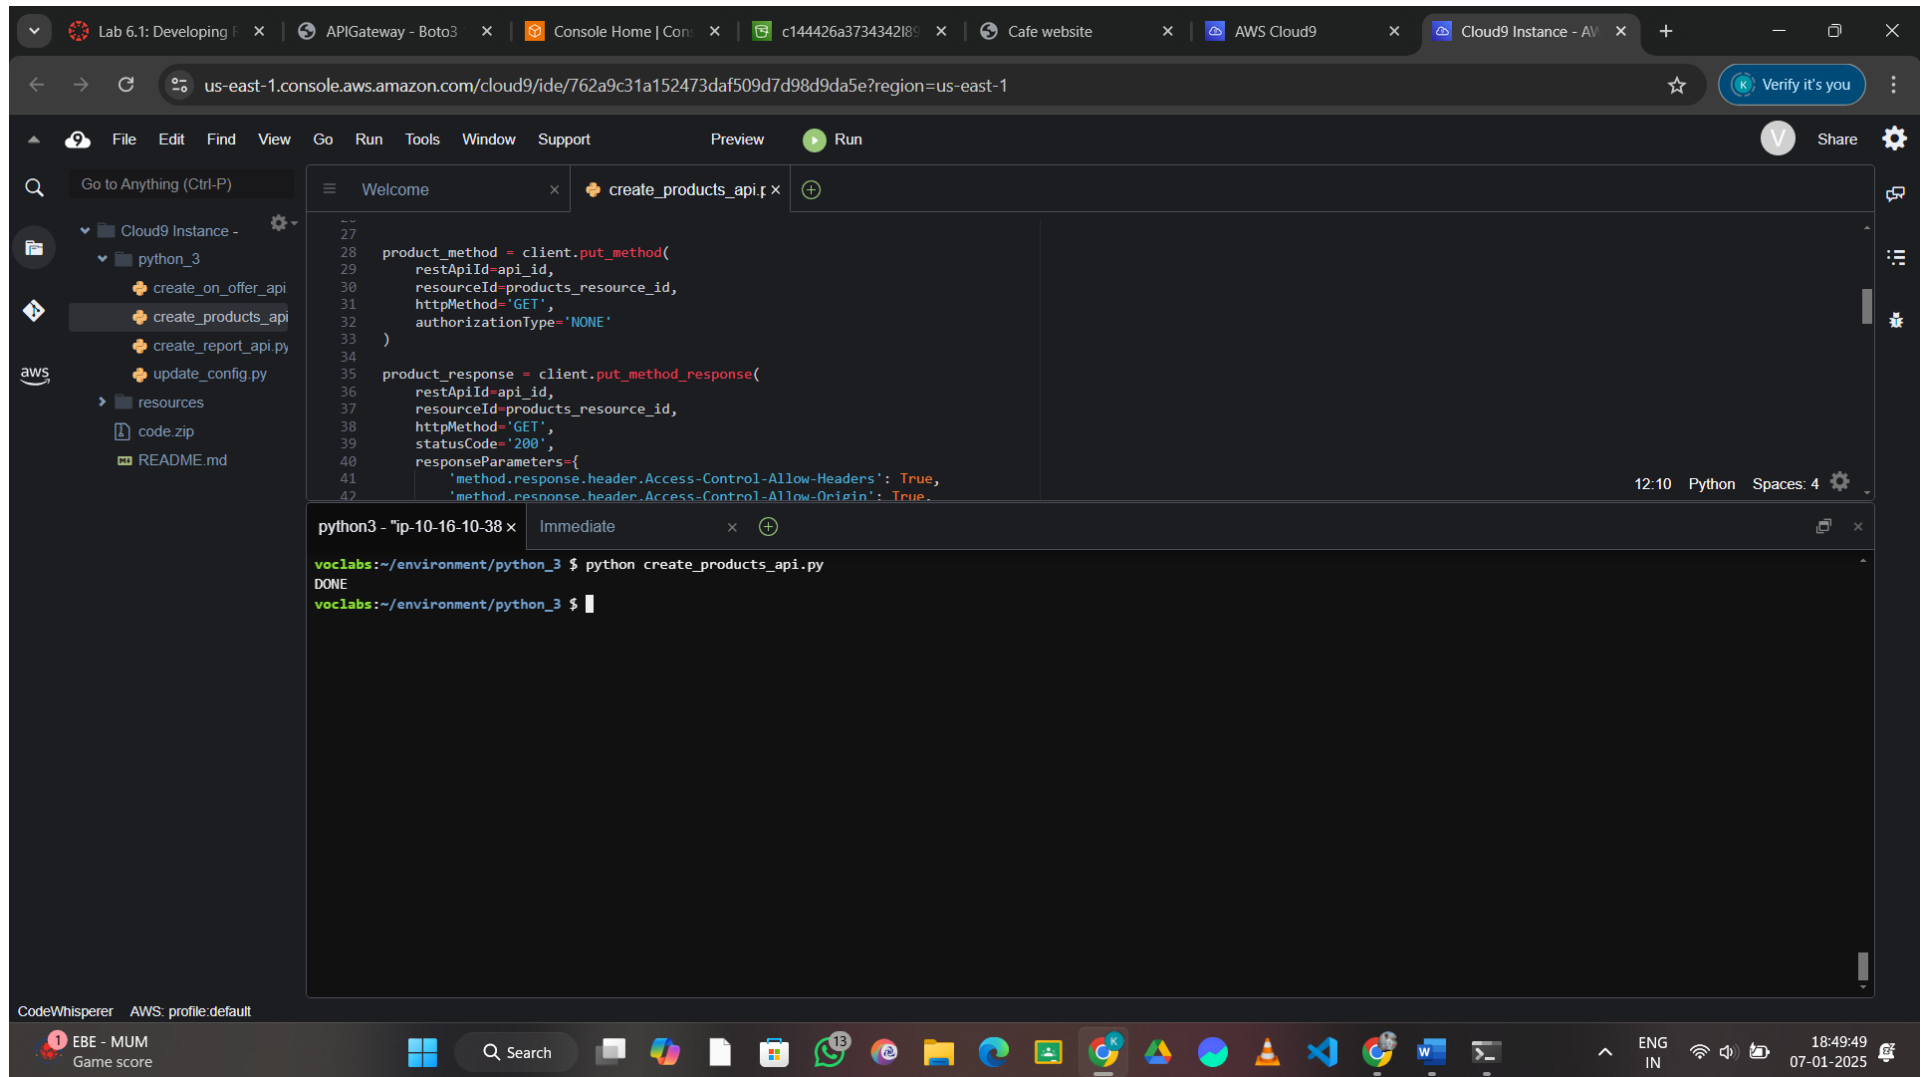 Lab 6.1: Developing
APIGateway - Boto3
Console Home | Con
c144426a3734342l89
Cafe website
AWS Cloud9
Cloud9 Instance - AW
us-east-1.console.aws.amazon.com/cloud9/ide/762a9c31a152473daf509d7d98d9da5e?region=us-east-1
K
Verify it's you
9
File Edit Find View Go Run Tools Window Support
Preview
Run
V
Share
Go to Anything (Ctrl-P)
Welcome
create_products_api.p
Cloud9 Instance -
python_3
create_on_offer_api.
create_products_api
create_report_api.py
update_config.py
resources
code.zip
README.md
aws
27
28 product_method = client.put_method(
29 restApiId=api_id,
30 resourceId=products_resource_id,
31 httpMethod='GET',
32 authorizationType='NONE'
33 )
34
35 product_response = client.put_method_response(
36 restApiId=api_id,
37 resourceId=products_resource_id,
38 httpMethod='GET',
39 statusCode='200',
40 responseParameters={
41 'method.response.header.Access-Control-Allow-Headers': True,
42 'method.response.header.Access-Control-Allow-Origin': True,
12:10 Python Spaces: 4
python3 - "ip-10-16-10-38
Immediate
voclabs:~/environment/python_3 $ python create_products_api.py
DONE
voclabs:~/environment/python_3 $
CodeWhisperer AWS: profile:default
1
EBE - MUM
Game score
Search
13
K
ENG
IN
18:49:49
07-01-2025